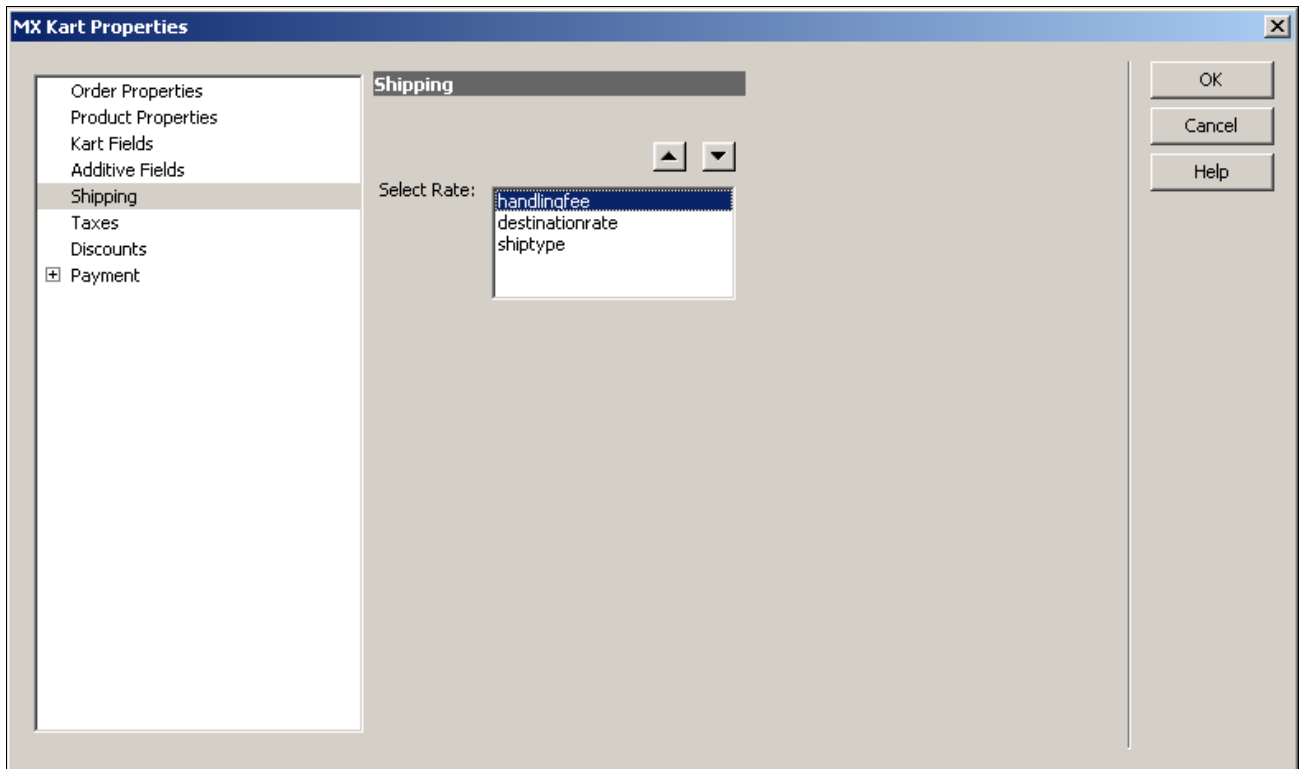 MX Kart Properties
Order Properties
Product Properties
Kart Fields
Additive Fields
Shipping
Taxes
Discounts
Payment
Shipping
Select Rate:
handlingfee
destinationrate
shiptype
OK
Cancel
Help